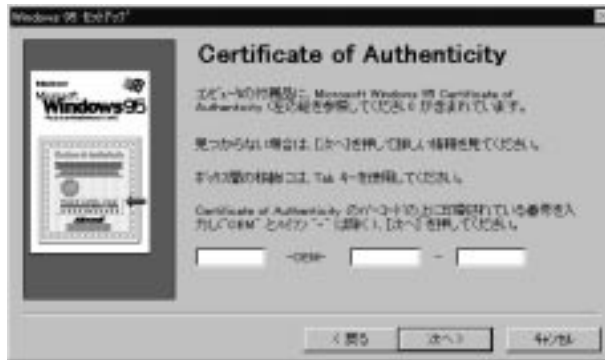 Windows 95 セットアップ
Certificate of Authenticity
Microsoft
Windows95
コンピュータの付属品に、Microsoft Windows 95 Certificate of
Authenticity (左の絵を参照してください) が含まれています。
見つからない場合は、[次へ]を押して詳しい情報を見てください。
ボックス間の移動には、Tab キーを使用してください。
Certificate of Authenticity のバーコードの上に印刷されている番号を入
力し("OEM" とハイフン "-" は除く)、[次へ] を押してください。
-OEM- -
< 戻る 次へ > キャンセル